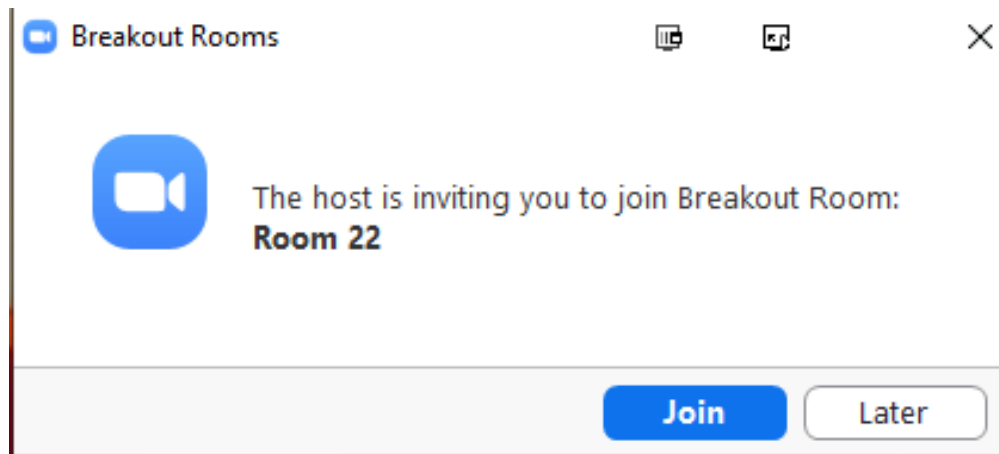 Breakout Rooms
The host is inviting you to join Breakout Room:
Room 22
Join
Later